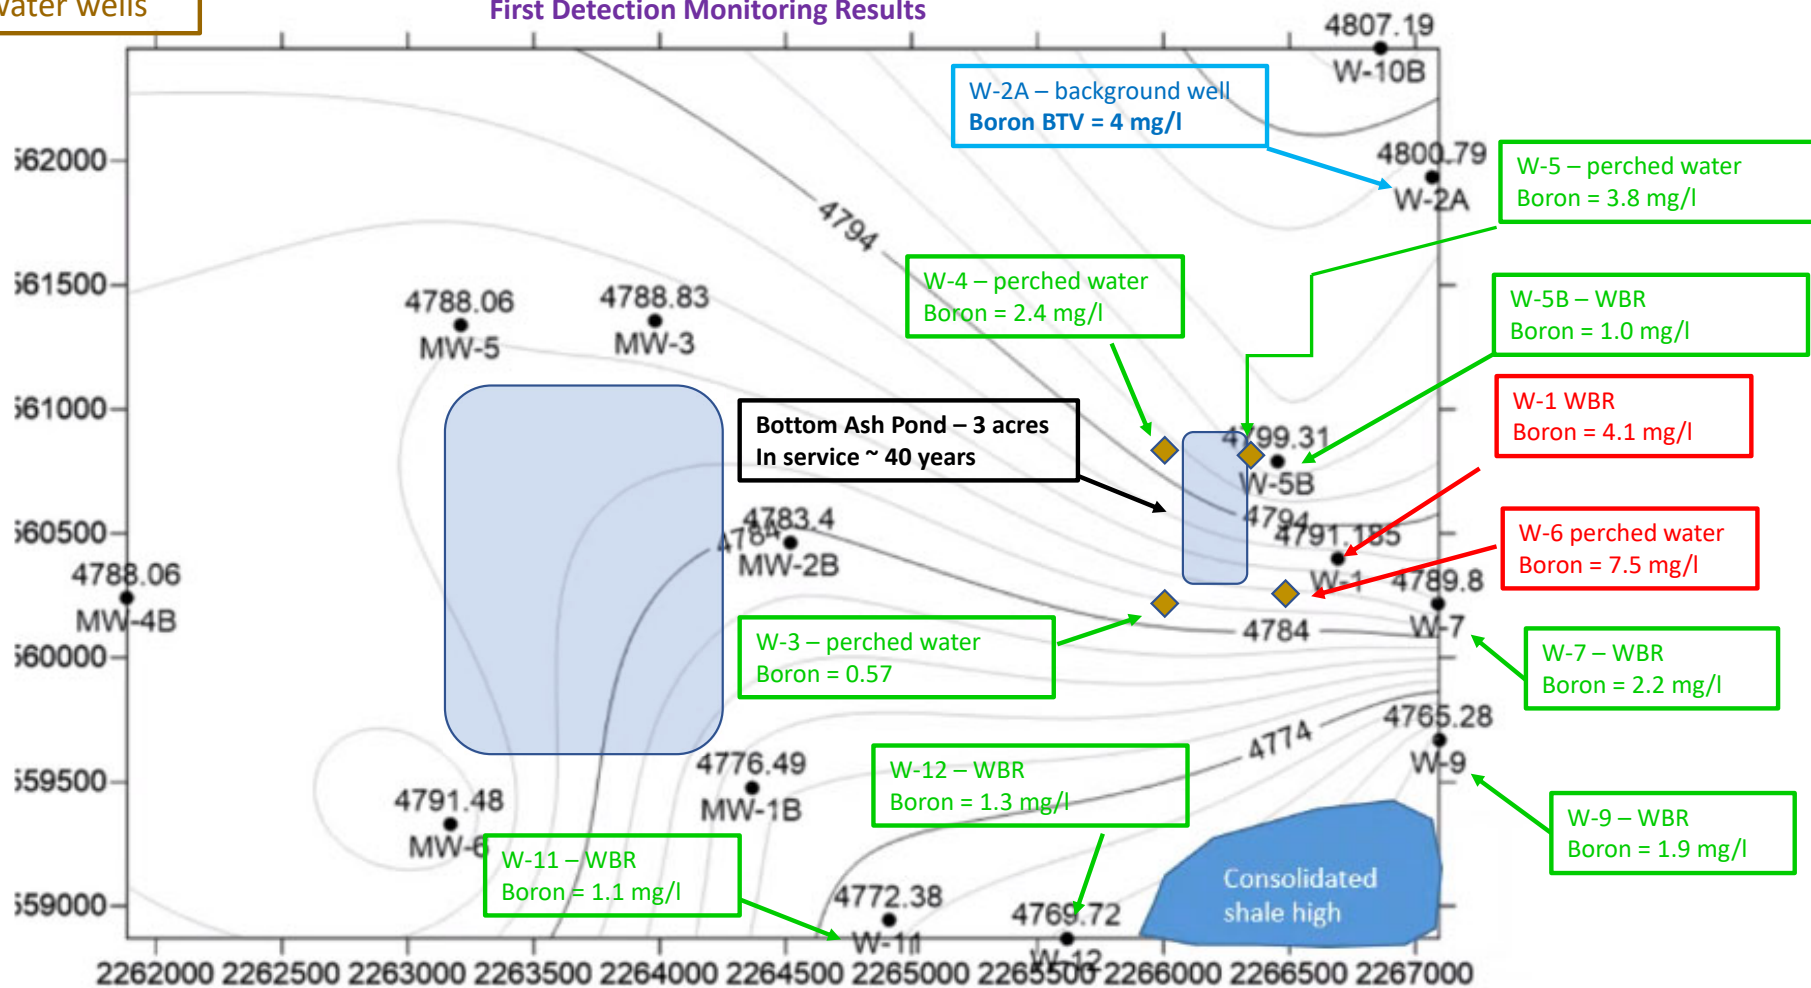 water wells
First Detection Monitoring Results
4807.19
W-10B
W-2A – background well
Boron BTV = 4 mg/l
4800.79
W-2A
W-5 – perched water
Boron = 3.8 mg/l
562000
4794
W-4 – perched water
Boron = 2.4 mg/l
W-5B – WBR
Boron = 1.0 mg/l
561500
4788.06
MW-5
4788.83
MW-3
W-1 WBR
Boron = 4.1 mg/l
561000
Bottom Ash Pond – 3 acres
In service ~ 40 years
4799.31
W-5B
4794
4791.185
W-1
W-6 perched water
Boron = 7.5 mg/l
560500
4784
4783.4
MW-2B
4788.06
MW-4B
4789.8
W-7
4784
W-3 – perched water
Boron = 0.57
W-7 – WBR
Boron = 2.2 mg/l
560000
4774
4765.28
W-9
W-12 – WBR
Boron = 1.3 mg/l
559500
4776.49
MW-1B
4791.48
MW-6
W-9 – WBR
Boron = 1.9 mg/l
W-11 – WBR
Boron = 1.1 mg/l
Consolidated
shale high
559000
4772.38
W-11
4769.72
W-12
2262000 2262500 2263000 2263500 2264000 2264500 2265000 2265500 2266000 2266500 2267000